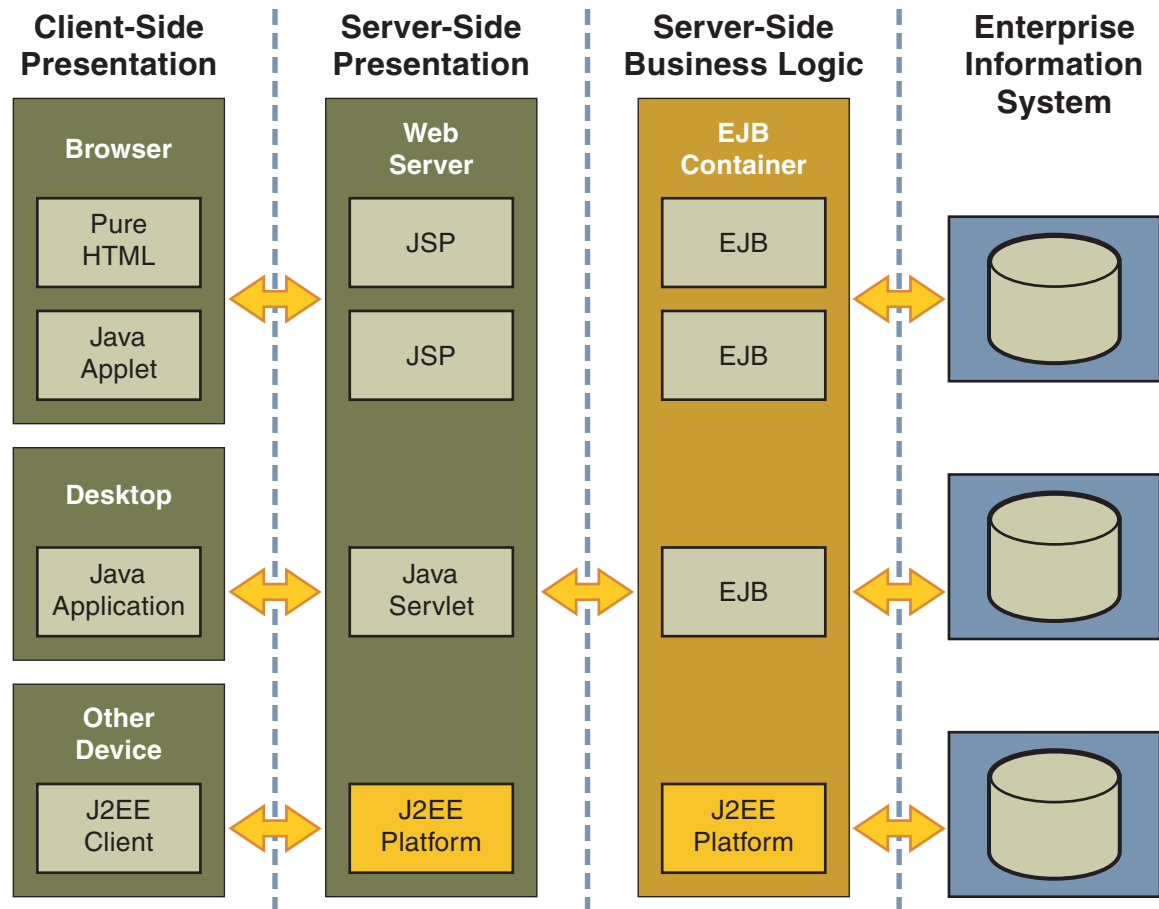 Client-Side
Presentation
Server-Side
Presentation
Server-Side
Business Logic
Enterprise
Information
System
Browser
Pure
HTML
Java
Applet
Desktop
Java
Application
Other
Device
J2EE
Client
Web
Server
JSP
JSP
Java
Servlet
J2EE
Platform
EJB
Container
EJB
EJB
EJB
J2EE
Platform